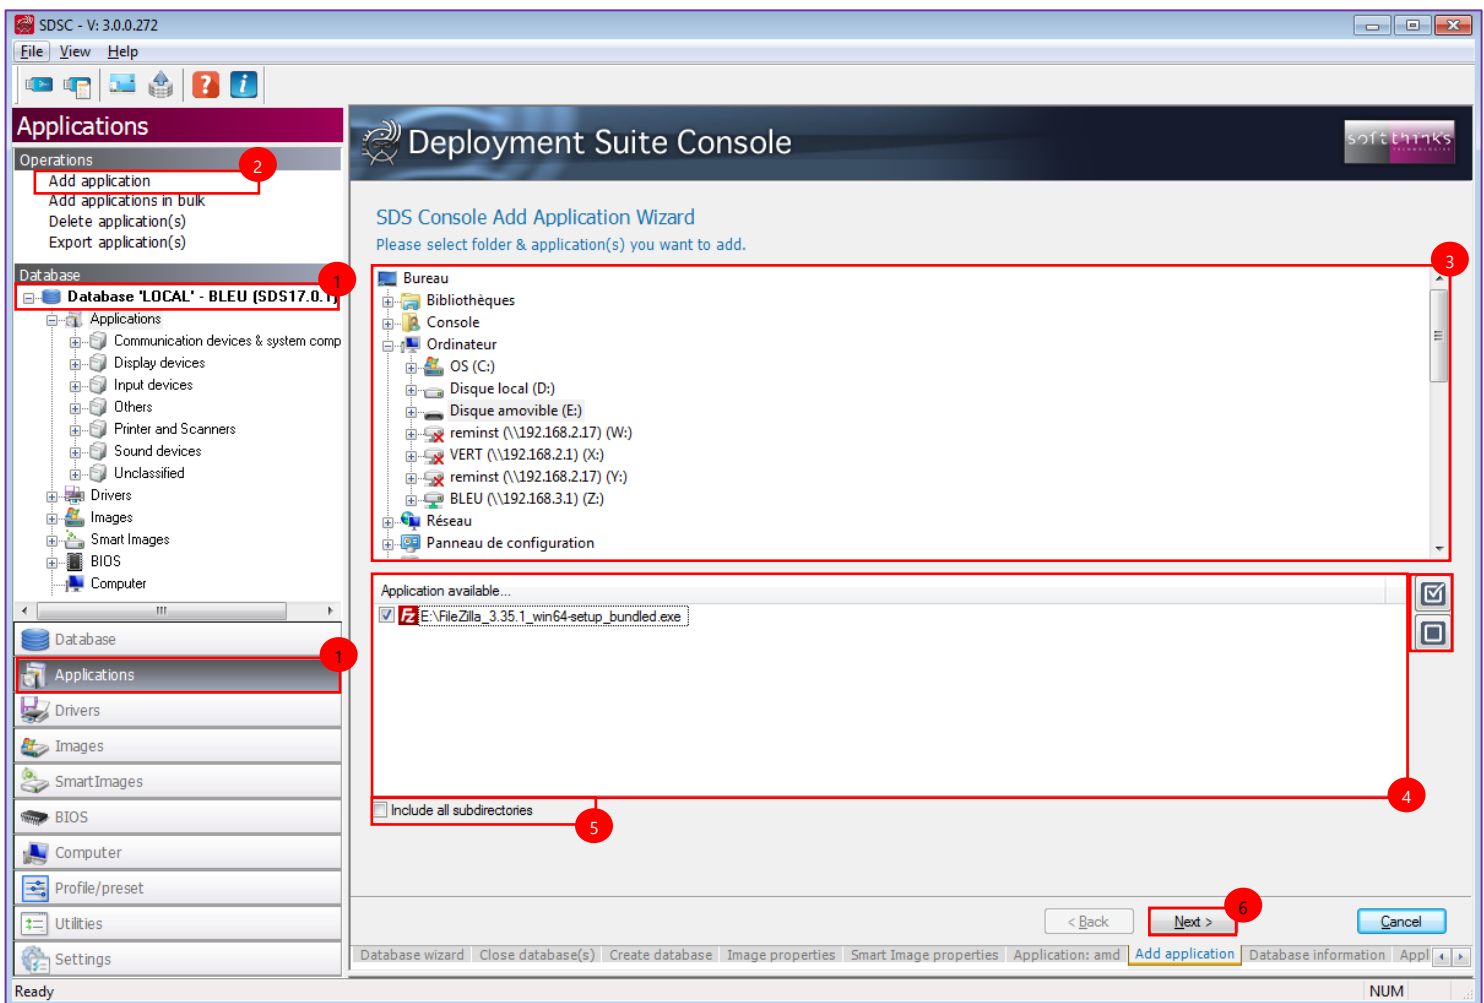 SDSC - V: 3.0.0.272
File View Help
Applications
Operations
2
Add application
Add applications in bulk
Delete application(s)
Export application(s)
Database
1
Database 'LOCAL' - BLEU (SDS17.0.1)
Applications
Communication devices & system comp
Display devices
Input devices
Others
Printer and Scanners
Sound devices
Unclassified
Drivers
Images
Smart Images
BIOS
Computer
Database
1
Applications
Drivers
Images
SmartImages
BIOS
Computer
Profile/preset
Utilities
Settings
Deployment Suite Console
softthinks
TECHNOLOGIES
SDS Console Add Application Wizard
Please select folder & application(s) you want to add.
3
Bureau
Bibliothèques
Console
Ordinateur
OS (C:)
Disque local (D:)
Disque amovible (E:)
reminst (\\192.168.2.17) (W:)
VERT (\\192.168.2.1) (X:)
reminst (\\192.168.2.17) (Y:)
BLEU (\\192.168.3.1) (Z:)
Réseau
Panneau de configuration
Application available...
E:\FileZilla_3.35.1_win64-setup_bundled.exe
4
Include all subdirectories
5
6
< Back Next > Cancel
Database wizard Close database(s) Create database Image properties Smart Image properties Application: amd Add application Database information Appl
Ready NUM